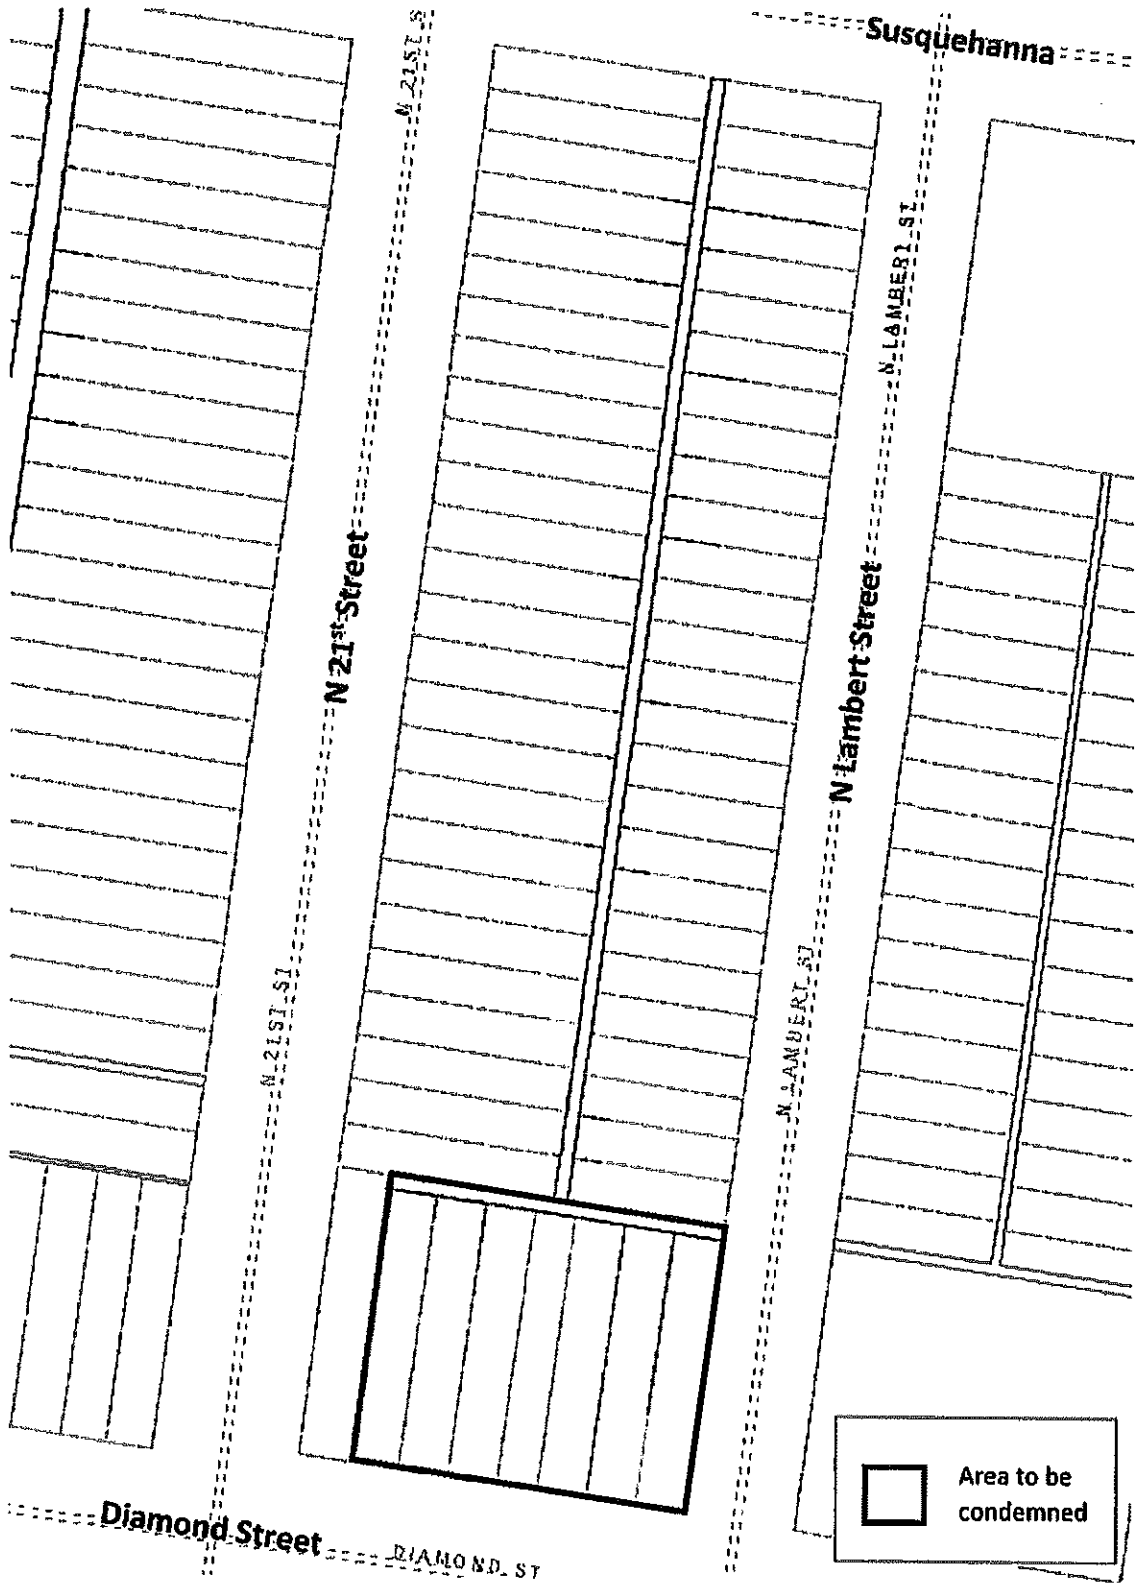 Susquehanna
N 21ST S
N LAMBERT ST
N 21st Street
N Lambert Street
N 21ST ST
N LAMBERT ST
Diamond Street
DIAMOND ST
Area to be
condemned